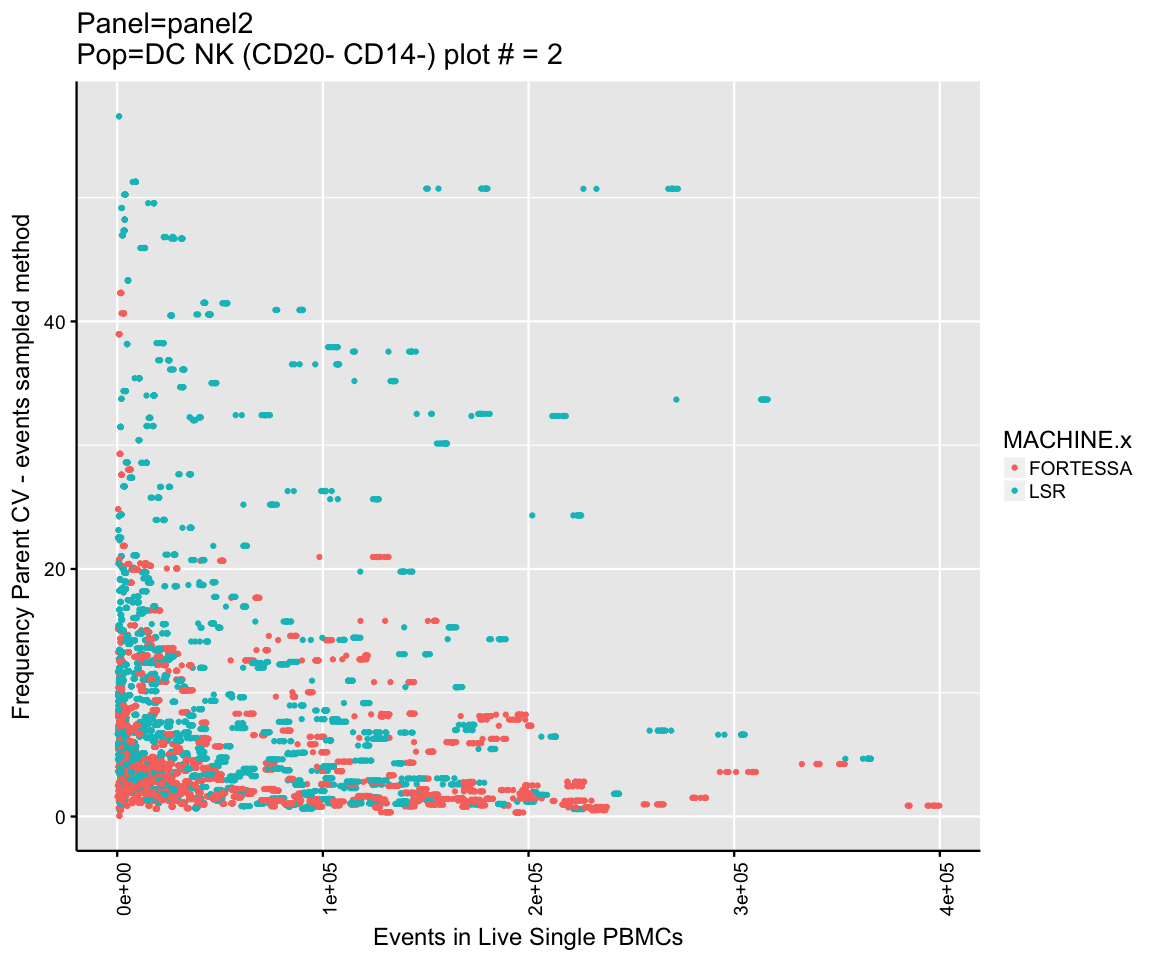 Panel=panel2
Pop=DC NK (CD20- CD14-) plot # = 2
Frequency Parent CV - events sampled method
40
20
0
0e+00
1e+05
2e+05
3e+05
4e+05
Events in Live Single PBMCs
MACHINE.x
FORTESSA
LSR